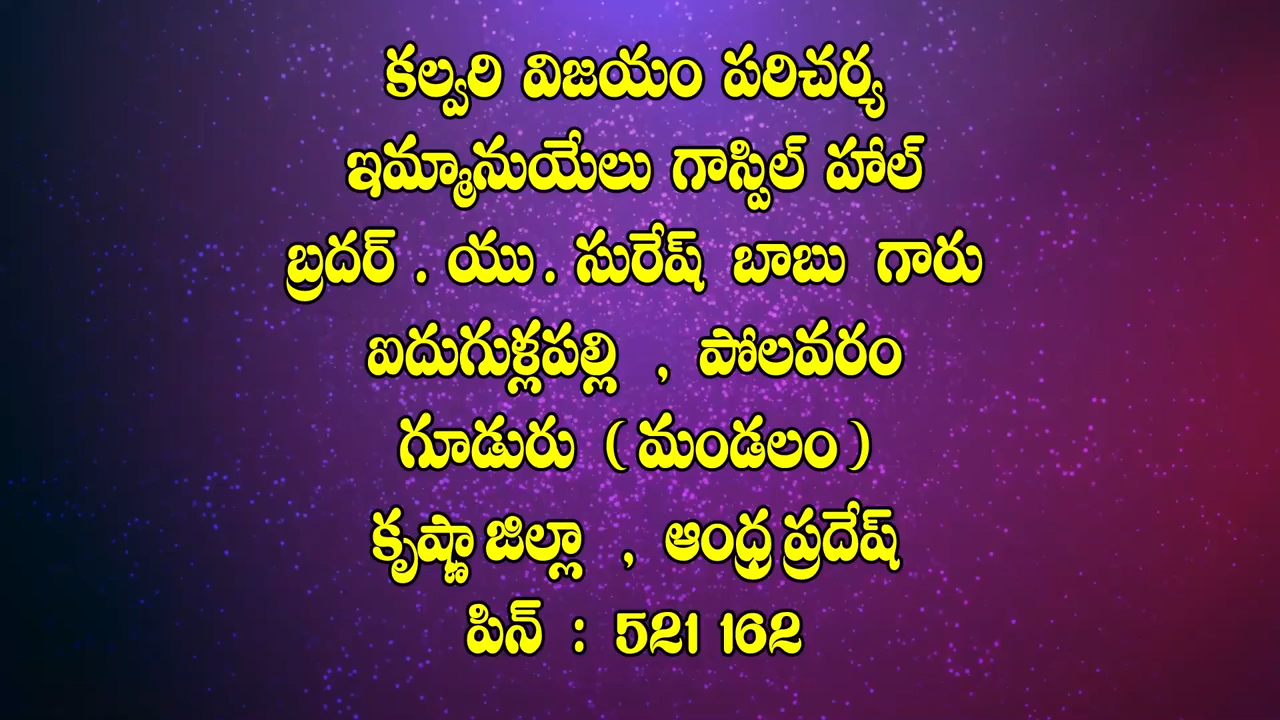 కల్వరి విజయం పరిచర్య
ఇమ్మానుయేలు గాస్పిల్ హాల్
బ్రదర్ . యు . సురేష్ బాబు గారు
ఐదుగుళ్లపల్లి , పోలవరం
గూడురు ( మండలం )
కృష్ణా జిల్లా , ఆంధ్ర ప్రదేష్
పిన్ : 521 162